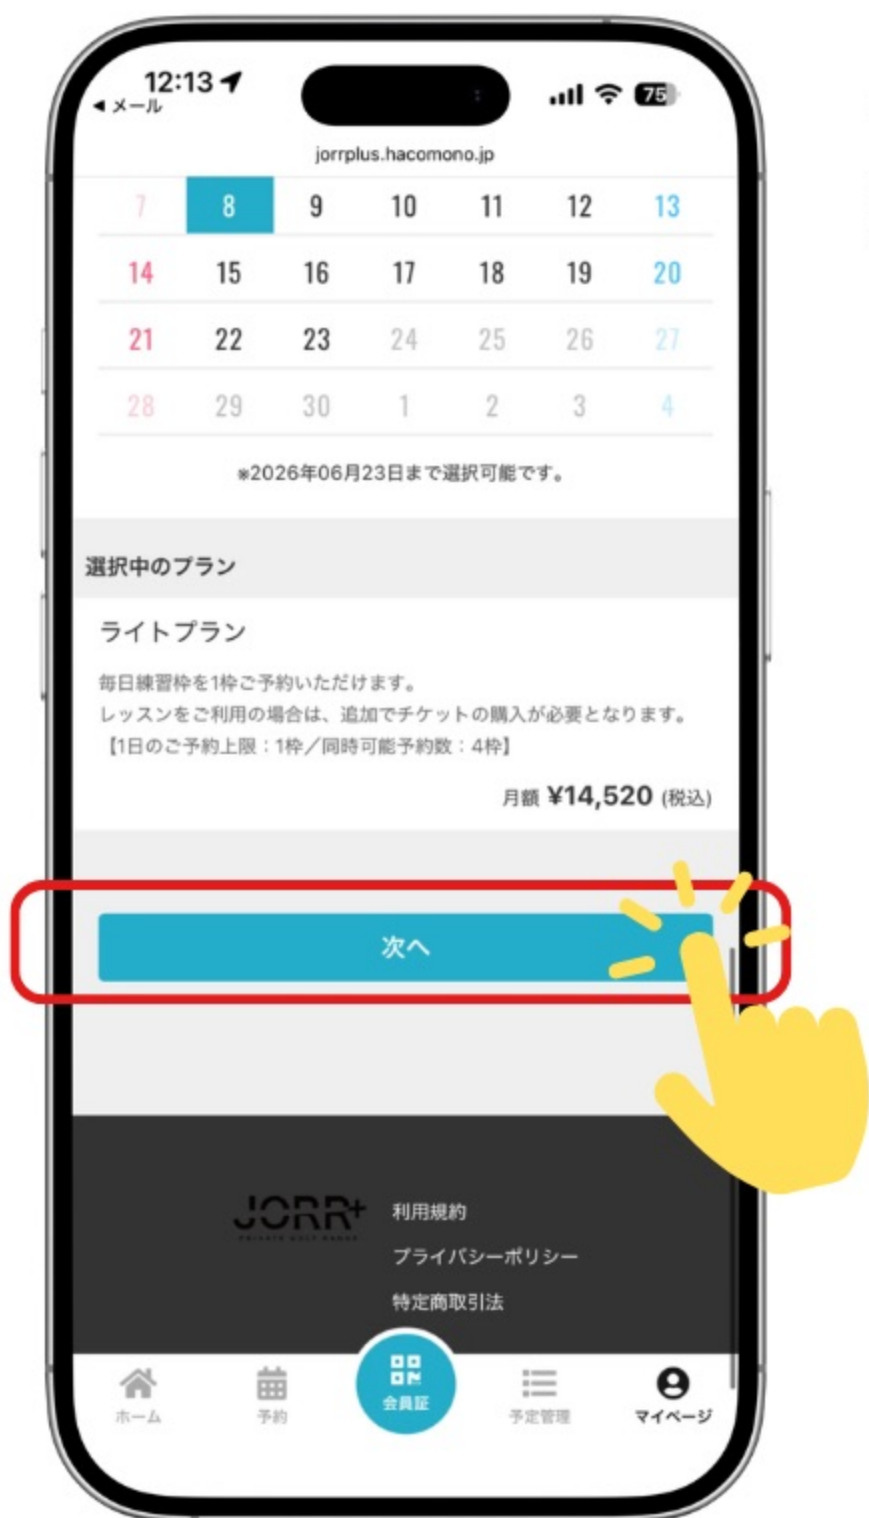 12:13
◀ メール
75
jorrplus.hacomono.jp
7 8 9 10 11 12 13
14 15 16 17 18 19 20
21 22 23 24 25 26 27
28 29 30 1 2 3 4
※2026年06月23日まで選択可能です。
選択中のプラン
ライトプラン
毎日練習枠を1枠ご予約いただけます。
レッスンをご利用の場合は、追加でチケットの購入が必要となります。
【1日のご予約上限：1枠／同時可能予約数：4枠】
月額 ¥14,520 (税込)
次へ
JORR+
利用規約
プライバシーポリシー
特定商取引法
ホーム
予約
会員証
予定管理
マイページ